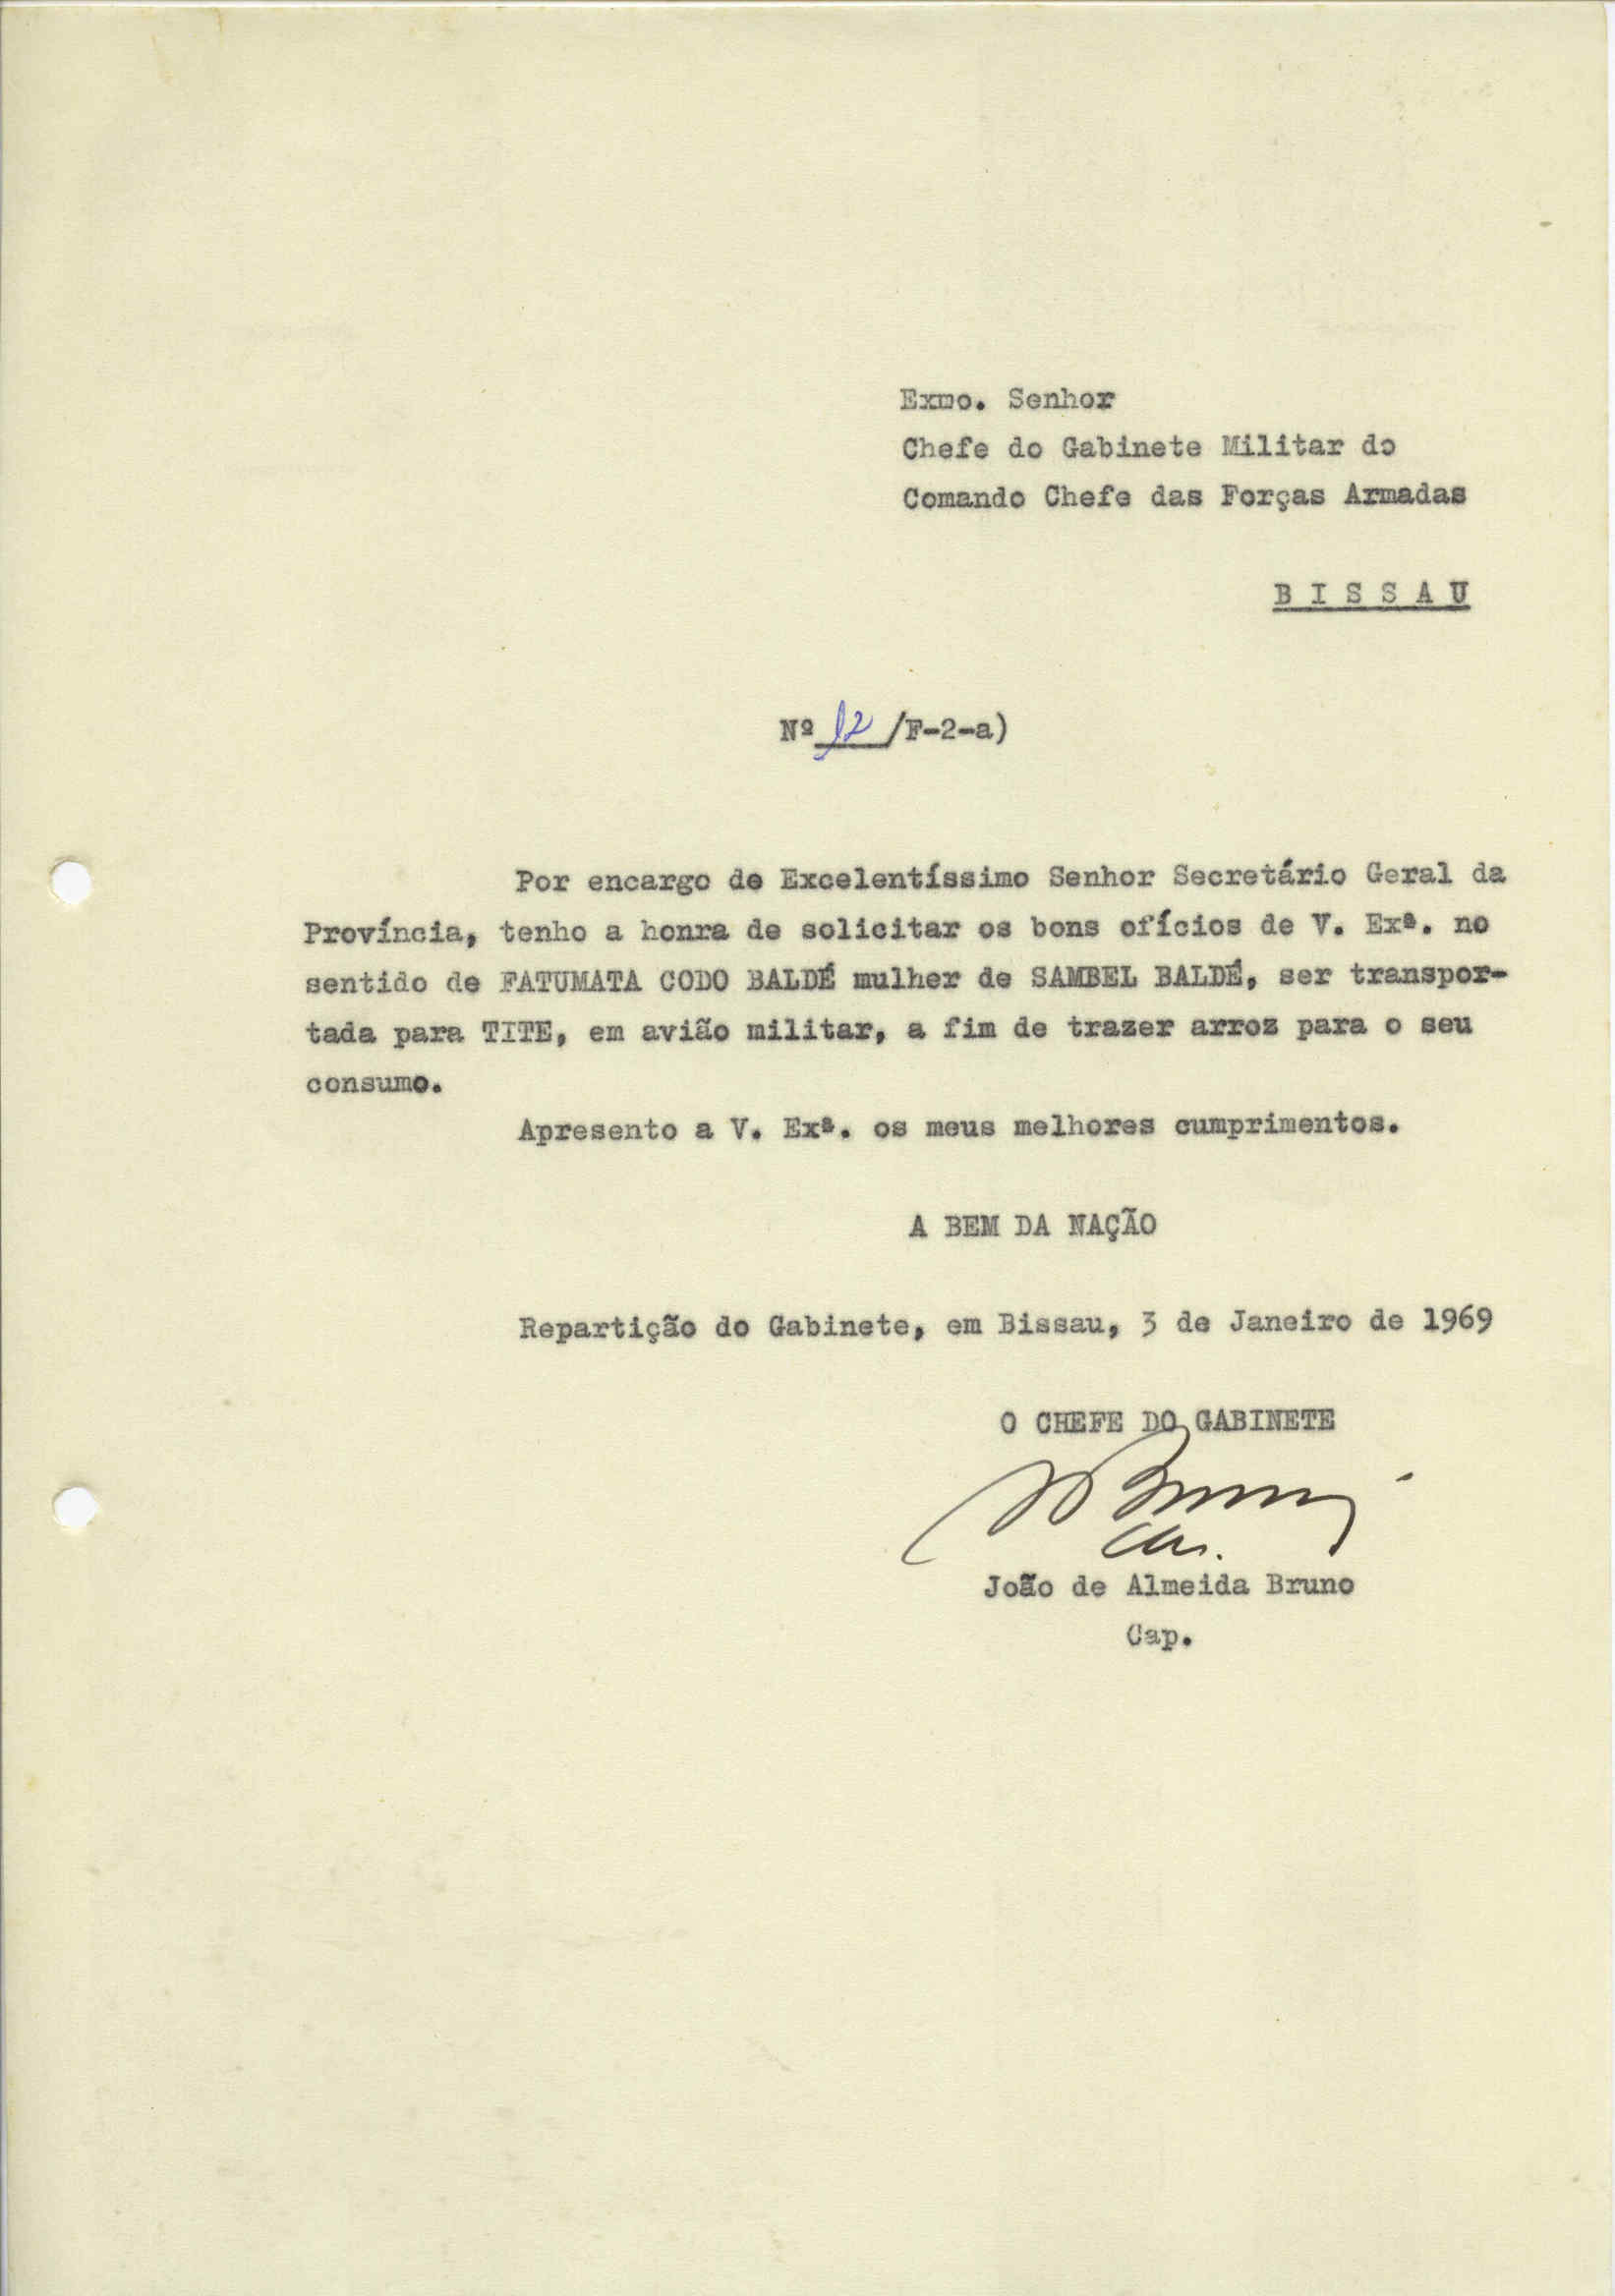 Exmo. Senhor
Chefe do Gabinete Militar do
Comando Chefe das Forças Armadas
B I S S A U
Nº 12 /F-2-a)
Por encargo de Excelentíssimo Senhor Secretário Geral da
Província, tenho a honra de solicitar os bons ofícios de V. Exª. no
sentido de FATUMATA CODO BALDÉ mulher de SAMBEL BALDÉ, ser transpor-
tada para TITE, em avião militar, a fim de trazer arroz para o seu
consumo.
Apresento a V. Exª. os meus melhores cumprimentos.
A BEM DA NAÇÃO
Repartição do Gabinete, em Bissau, 3 de Janeiro de 1969
O CHEFE DO GABINETE
João de Almeida Bruno
Cap.